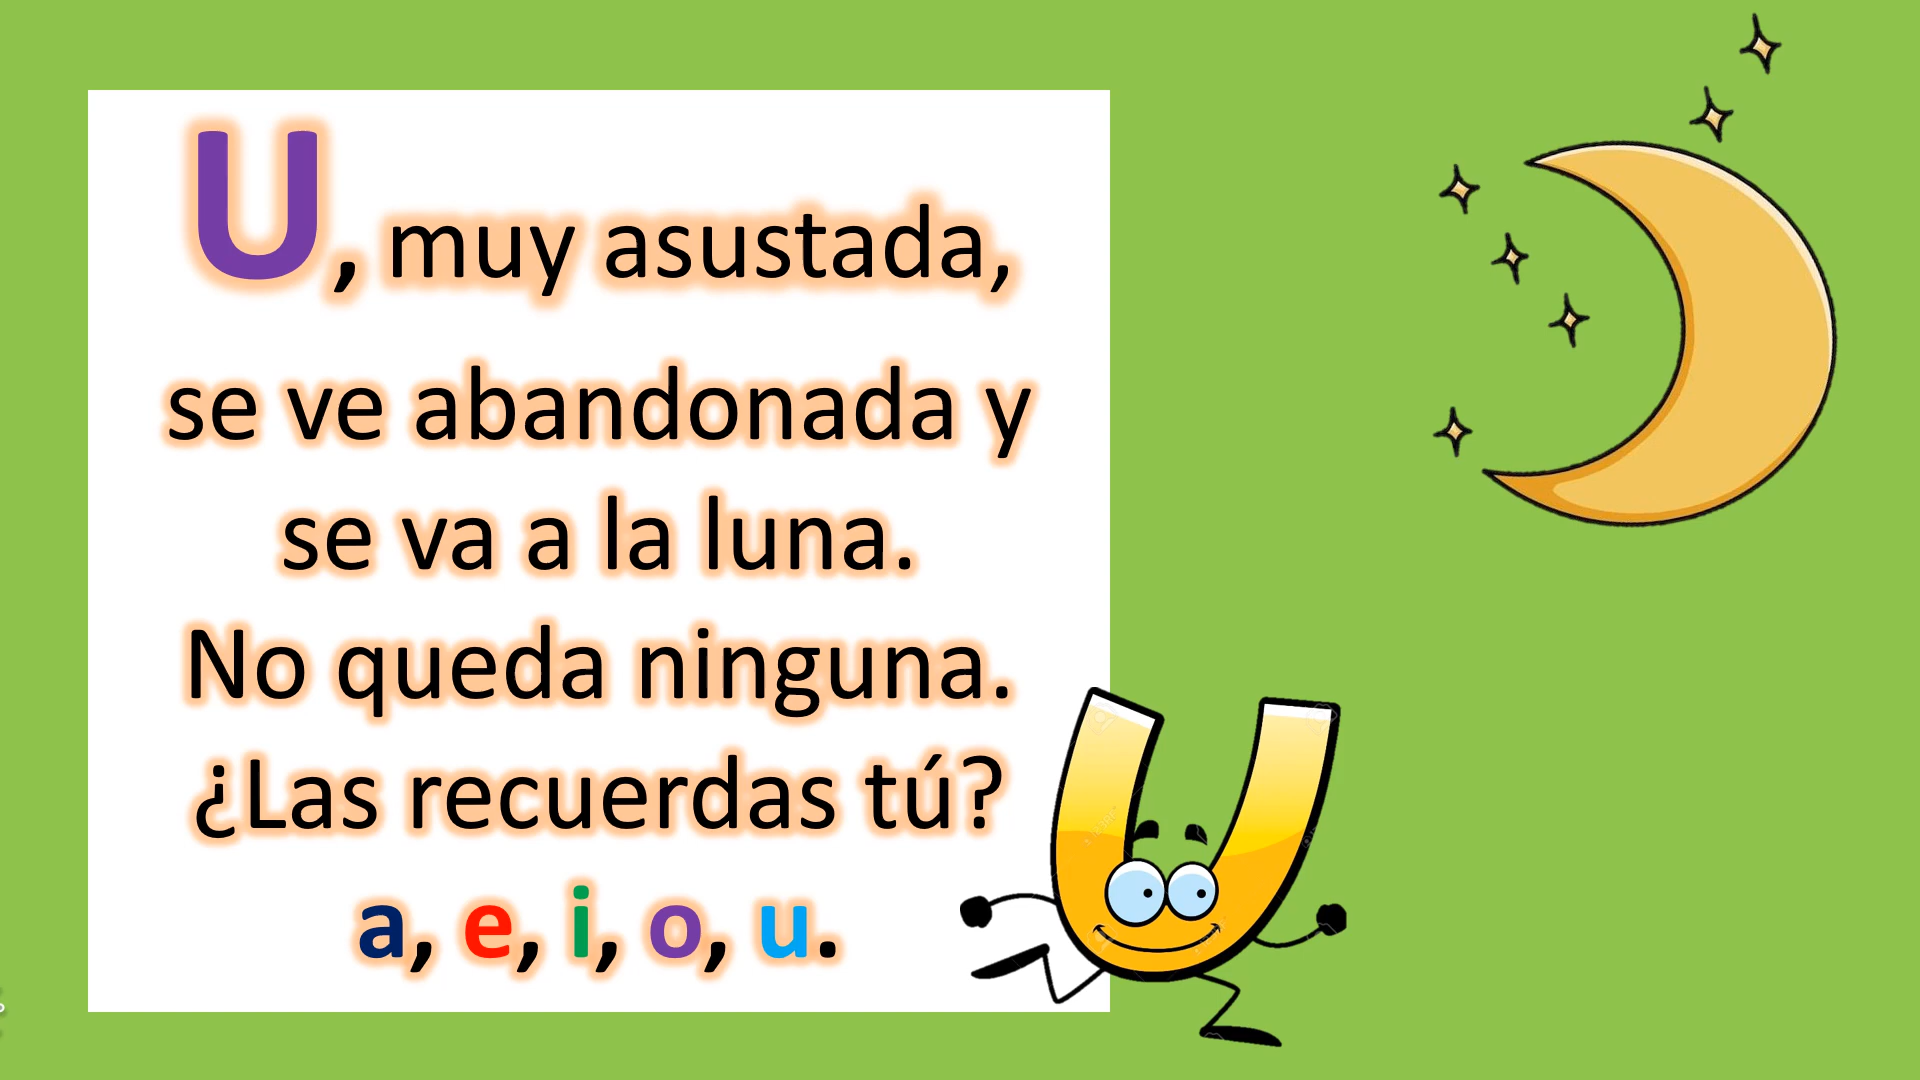 U, muy asustada,
se ve abandonada y
se va a la luna.
No queda ninguna.
¿Las recuerdas tú?
a, e, i, o, u.